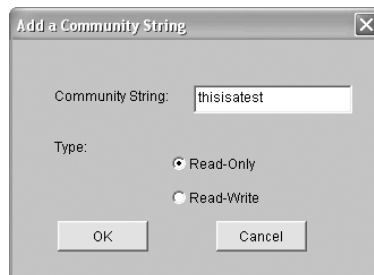 Add a Community String
Community String: thisisatest
Type:
Read-Only
Read-Write
OK Cancel